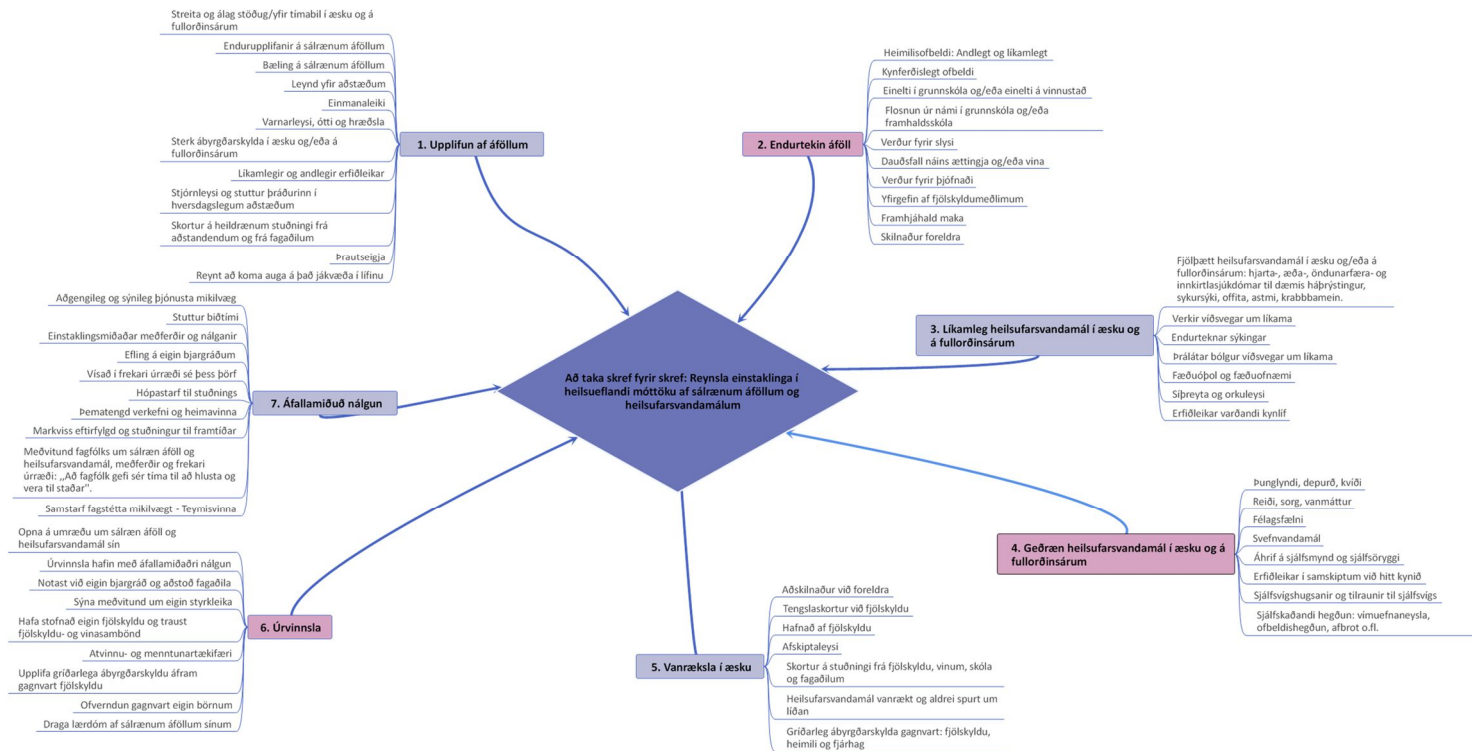 Að taka skref fyrir skref: Reynsla einstaklinga í
heilsueflandi móttöku af sálrænum áföllum og
heilsufarsvandamálum
1. Upplifun af áföllum
Streita og álag stöðug/yfir tímabil í æsku og á
fullorðinsárum
Endurupplifanir á sálrænum áföllum
Bæling á sálrænum áföllum
Leynd yfir aðstæðum
Einmanaleiki
Varnarleysi, ótti og hræðsla
Sterk ábyrgðarskylda í æsku og/eða á
fullorðinsárum
Líkamlegir og andlegir erfiðleikar
Stjórnleysi og stuttur þráðurinn í
hversdagslegum aðstæðum
Skortur á heildrænum stuðningi frá
aðstandendum og frá fagaðilum
Þrautseigja
Reynt að koma auga á það jákvæða í lífinu
2. Endurtekin áföll
Heimilisofbeldi: Andlegt og líkamlegt
Kynferðislegt ofbeldi
Einelti í grunnskóla og/eða einelti á vinnustað
Flosnun úr námi í grunnskóla og/eða
framhaldsskóla
Verður fyrir slysi
Dauðsfall náins ættingja og/eða vina
Verður fyrir þjófnaði
Yfirgefin af fjölskyldumeðlimum
Framhjáhald maka
Skilnaður foreldra
3. Líkamleg heilsufarsvandamál í æsku og
á fullorðinsárum
Fjölþætt heilsufarsvandamál í æsku og/eða á
fullorðinsárum: hjarta-, æða-, öndunarfæra- og
innkirtlasjúkdómar til dæmis háþrýstingur,
sykursýki, offita, astmi, krabbamein.
Verkir víðsvegar um líkama
Endurteknar sýkingar
Þrálátar bólgur víðsvegar um líkama
Fæðuóþol og fæðuofnæmi
Síþreyta og orkuleysi
Erfiðleikar varðandi kynlíf
4. Geðræn heilsufarsvandamál í æsku og á
fullorðinsárum
Þunglyndi, depurð, kvíði
Reiði, sorg, vanmáttur
Félagsfælni
Svefnvandamál
Áhrif á sjálfsmynd og sjálfsöryggi
Erfiðleikar í samskiptum við hitt kynið
Sjálfsvígshugsanir og tilraunir til sjálfsvígs
Sjálfskaðandi hegðun: vímuefnaneysla,
ofbeldishegðun, afbrot o.fl.
5. Vanræksla í æsku
Aðskilnaður við foreldra
Tengslaskortur við fjölskyldu
Hafnað af fjölskyldu
Afskiptaleysi
Skortur á stuðningi frá fjölskyldu, vinum, skóla
og fagaðilum
Heilsufarsvandamál vanrækt og aldrei spurt um
líðan
Gríðarleg ábyrgðarskylda gagnvart: fjölskyldu,
heimili og fjárhag
6. Úrvinnsla
Opna á umræðu um sálræn áföll og
heilsufarsvandamál sín
Úrvinnsla hafin með áfallamiðaðri nálgun
Notast við eigin bjargráð og aðstoð fagaðila
Sýna meðvitund um eigin styrkleika
Hafa stofnað eigin fjölskyldu og traust
fjölskyldu- og vinasambönd
Atvinnu- og menntunartækifæri
Upplifa gríðarlega ábyrgðarskyldu áfram
gagnvart fjölskyldu
Ofverndun gagnvart eigin börnum
Draga lærdóm af sálrænum áföllum sínum
7. Áfallamiðuð nálgun
Aðgengileg og sýnileg þjónusta mikilvæg
Stuttur biðtími
Einstaklingsmiðaðar meðferðir og nálganir
Efling á eigin bjargráðum
Vísað í frekari úrræði sé þess þörf
Hópastarf til stuðnings
Þematengd verkefni og heimavinna
Markviss eftirfylgd og stuðningur til framtíðar
Meðvitund fagfólks um sálræn áföll og
heilsufarsvandamál, meðferðir og frekari
úrræði: „Að fagfólk gefi sér tíma til að hlusta og
vera til staðar".
Samstarf fagstétta mikilvægt - Teymisvinna